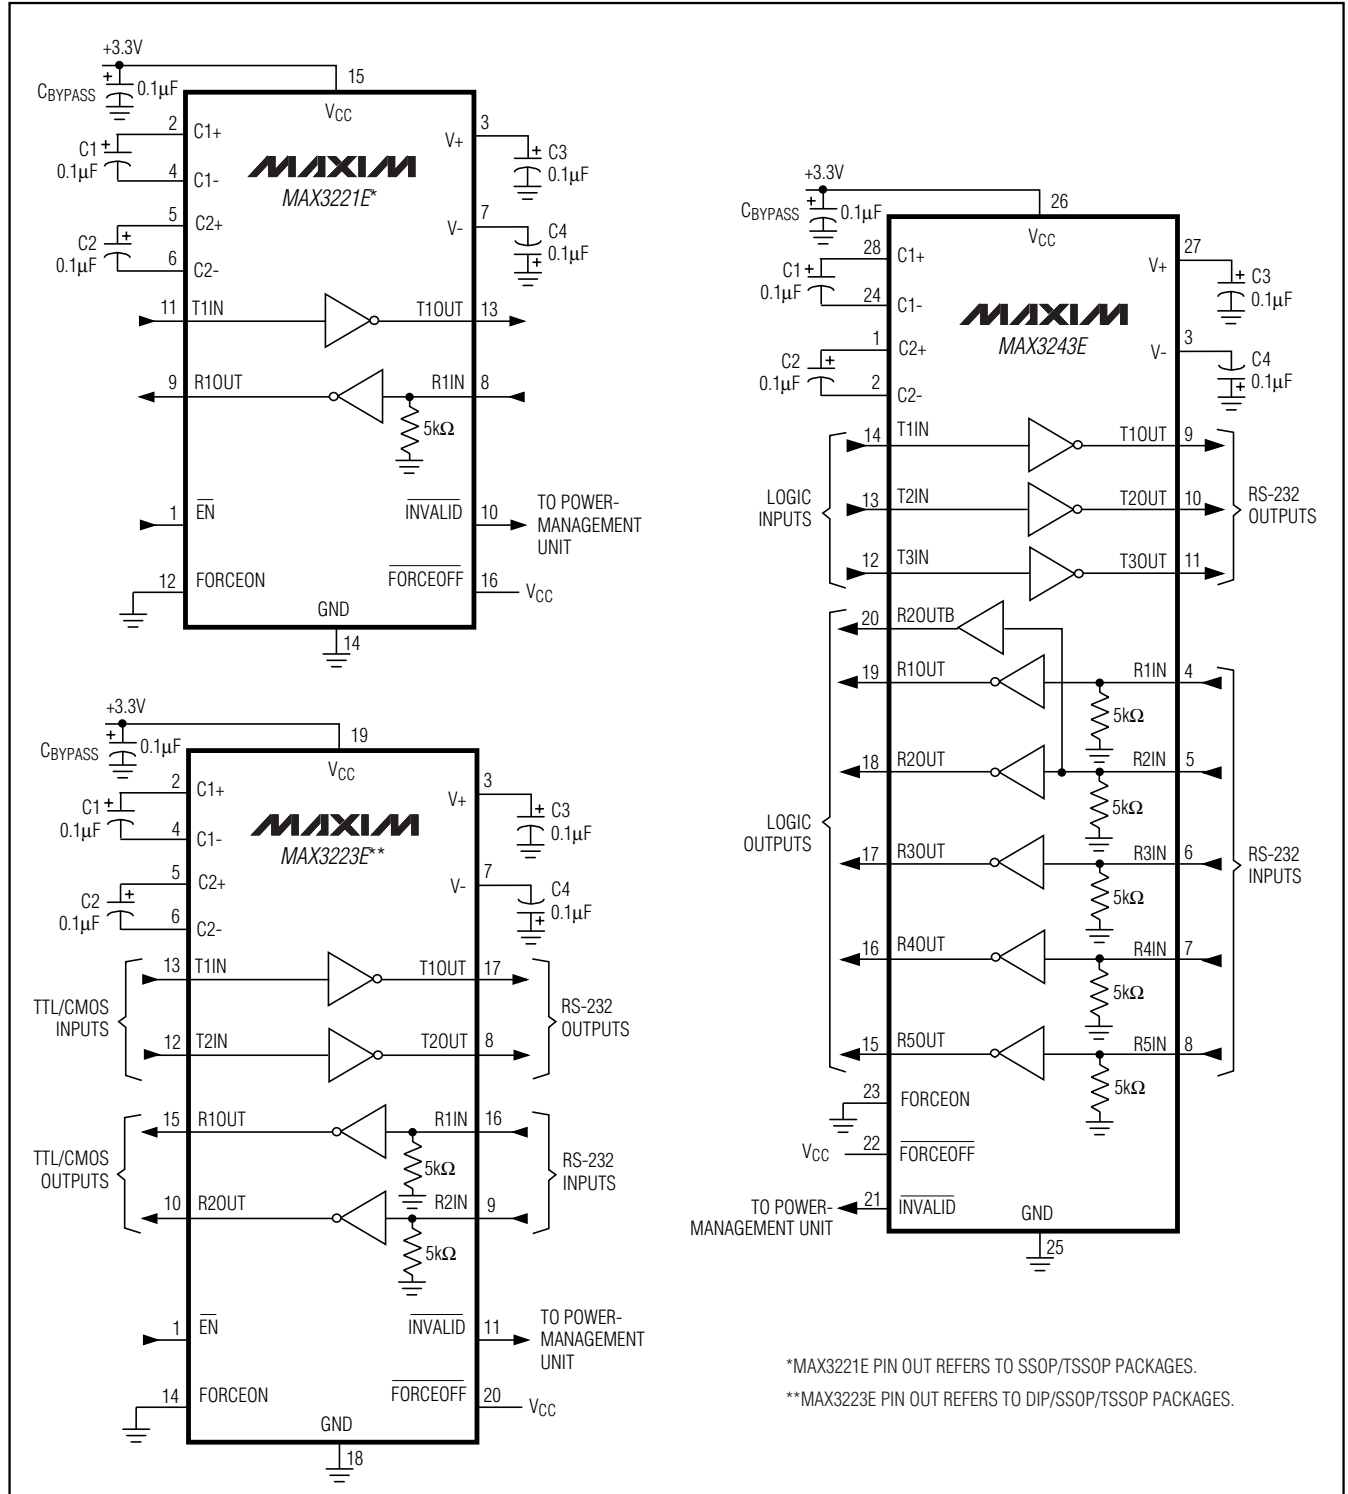 +3.3V
CBYPASS
+
0.1µF
15
VCC
2
C1+
C1
+
0.1µF
4
C1-
5
C2+
C2
+
0.1µF
6
C2-
3
V+
+
C3
0.1µF
7
V-
C4
0.1µF
+
MAXIM
MAX3221E*
11
T1IN
T1OUT
13
9
R1OUT
R1IN
8
5kΩ
1
EN
INVALID
10
TO POWER-
MANAGEMENT
UNIT
12
FORCEON
FORCEOFF
16
VCC
GND
14
+3.3V
CBYPASS
+
0.1µF
19
VCC
2
C1+
C1
+
0.1µF
4
C1-
5
C2+
C2
+
0.1µF
6
C2-
3
V+
+
C3
0.1µF
7
V-
C4
0.1µF
+
MAXIM
MAX3223E**
TTL/CMOS
INPUTS
13
T1IN
T1OUT
17
12
T2IN
T2OUT
8
RS-232
OUTPUTS
TTL/CMOS
OUTPUTS
15
R1OUT
R1IN
16
5kΩ
10
R2OUT
R2IN
9
5kΩ
RS-232
INPUTS
1
EN
INVALID
11
TO POWER-
MANAGEMENT
UNIT
14
FORCEON
FORCEOFF
20
VCC
GND
18
+3.3V
CBYPASS
+
0.1µF
26
VCC
28
C1+
C1
+
0.1µF
24
C1-
1
C2+
C2
+
0.1µF
2
C2-
27
V+
+
C3
0.1µF
3
V-
C4
0.1µF
+
MAXIM
MAX3243E
LOGIC
INPUTS
14
T1IN
T1OUT
9
13
T2IN
T2OUT
10
12
T3IN
T3OUT
11
RS-232
OUTPUTS
LOGIC
OUTPUTS
20
R2OUTB
19
R1OUT
R1IN
4
5kΩ
18
R2OUT
R2IN
5
5kΩ
17
R3OUT
R3IN
6
5kΩ
16
R4OUT
R4IN
7
5kΩ
15
R5OUT
R5IN
8
5kΩ
RS-232
INPUTS
23
FORCEON
VCC
22
FORCEOFF
TO POWER-
MANAGEMENT UNIT
21
INVALID
GND
25
*MAX3221E PIN OUT REFERS TO SSOP/TSSOP PACKAGES.
**MAX3223E PIN OUT REFERS TO DIP/SSOP/TSSOP PACKAGES.